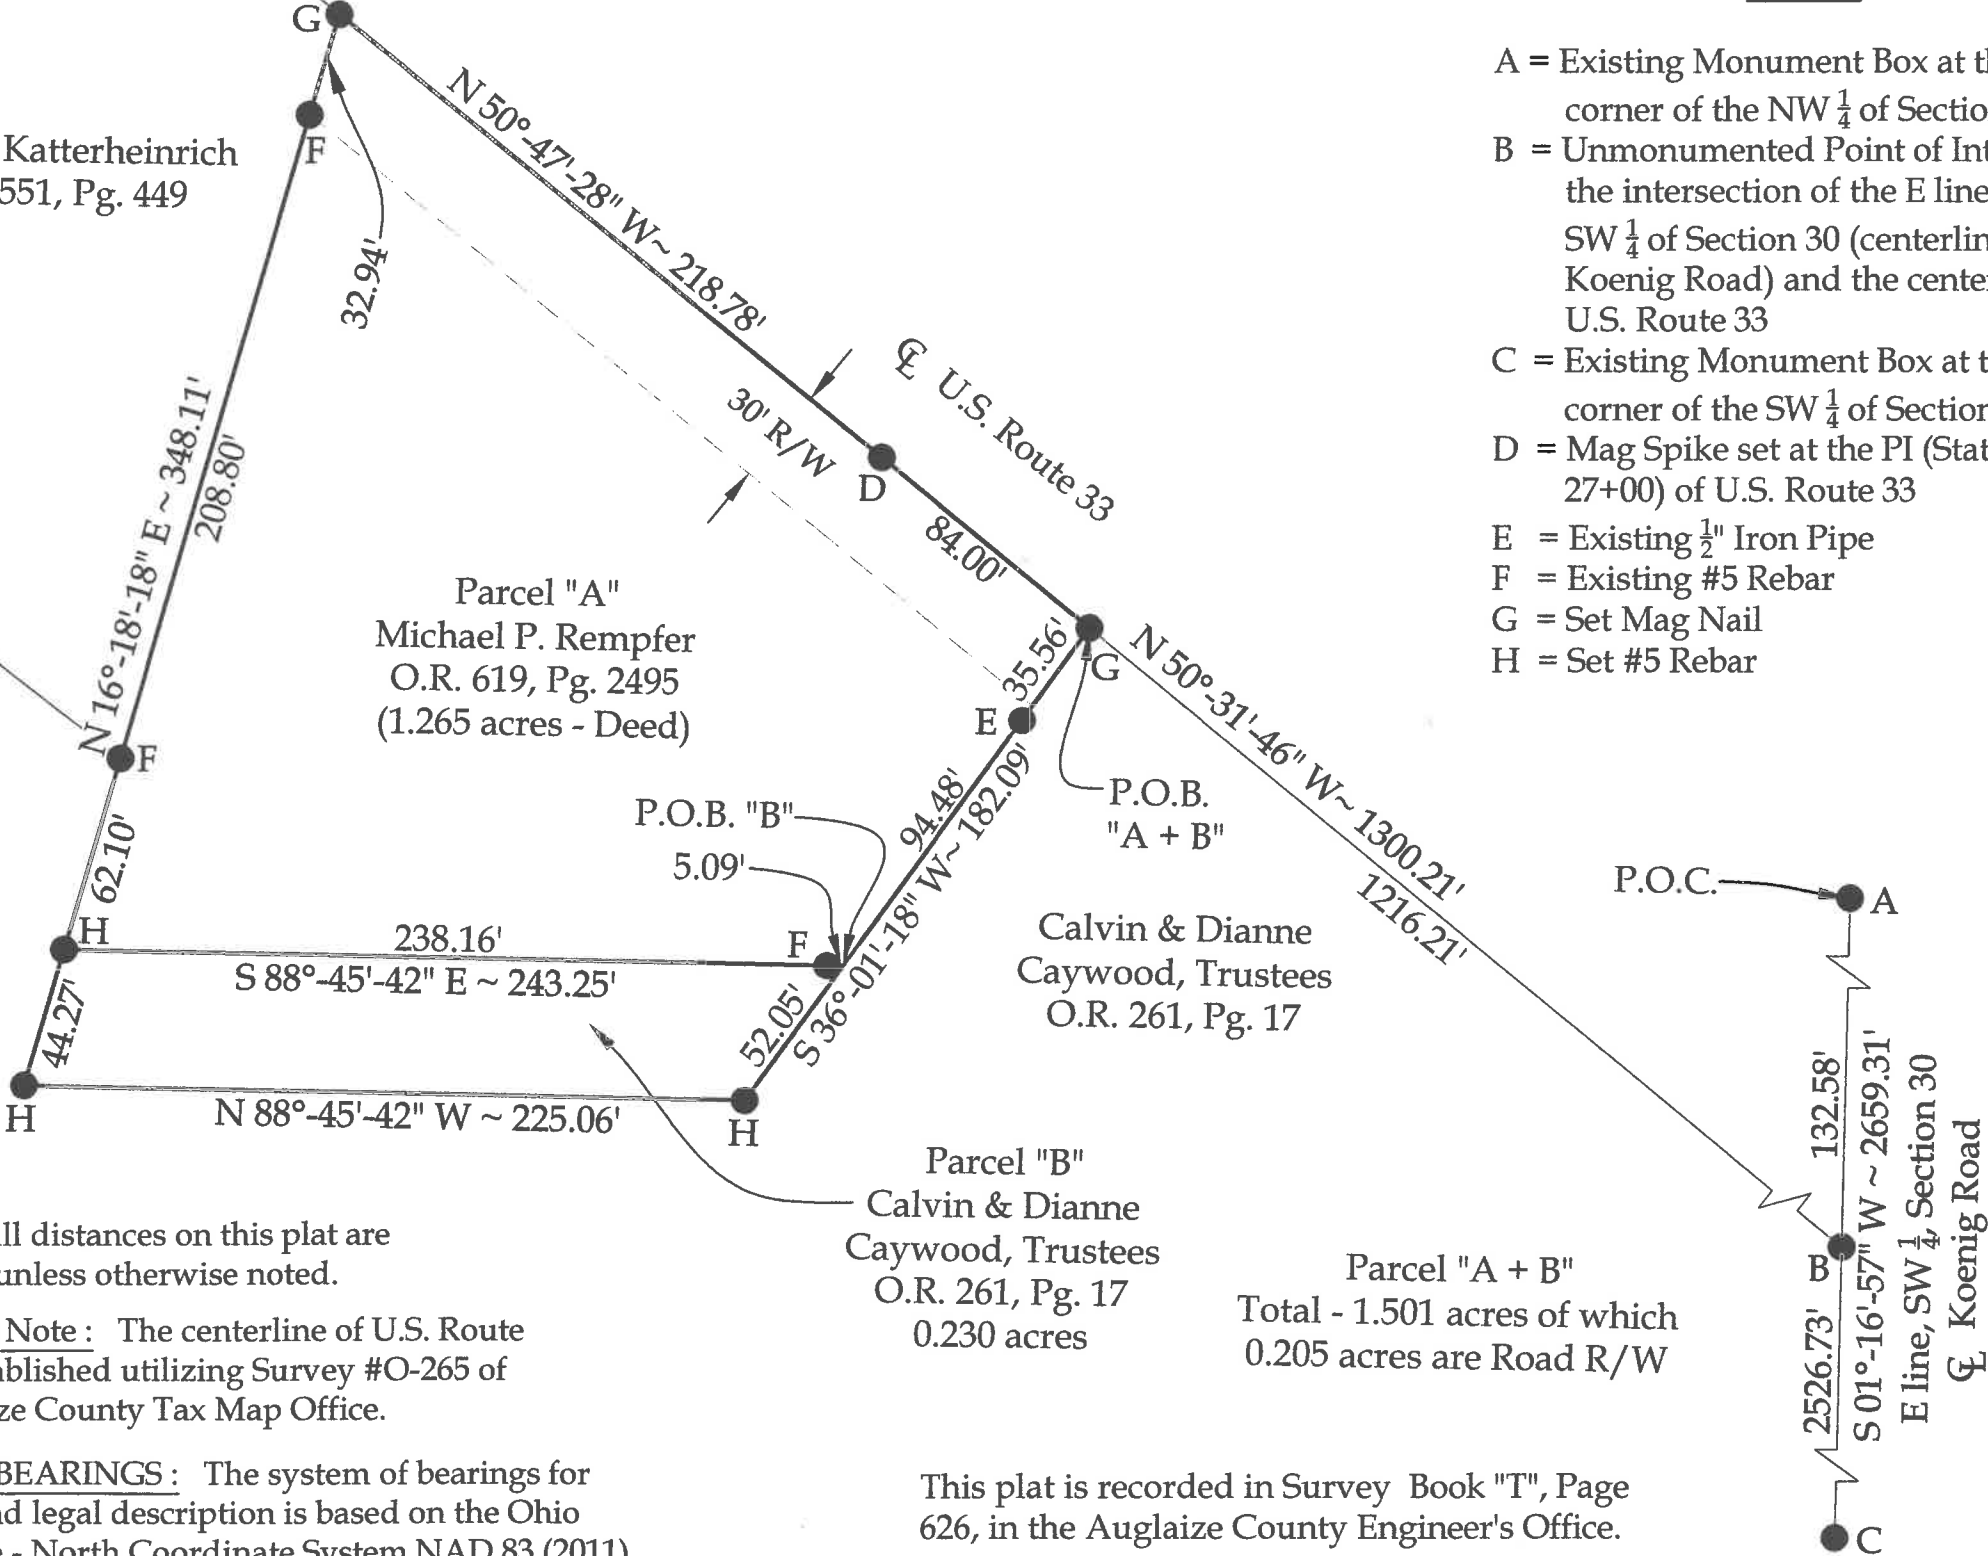 G
N 50°-47'-28" W ~ 218.78'
F
Katterheinrich
551, Pg. 449
32.94'
N 16°-18'-18" E ~ 348.11'
208.80'
30' R/W
℄ U.S. Route 33
D
84.00'
Parcel "A"
Michael P. Rempfer
O.R. 619, Pg. 2495
(1.265 acres - Deed)
35.56'
G
E
N 50°-31'-46" W ~ 1300.21'
1216.21'
P.O.B.
"A + B"
F
62.10'
P.O.B. "B"
5.09'
94.48'
S 36°-01'-18" W ~ 182.09'
H
238.16'
F
S 88°-45'-42" E ~ 243.25'
44.27'
52.05'
H
N 88°-45'-42" W ~ 225.06'
H
Calvin & Dianne
Caywood, Trustees
O.R. 261, Pg. 17
Parcel "B"
Calvin & Dianne
Caywood, Trustees
O.R. 261, Pg. 17
0.230 acres
Parcel "A + B"
Total - 1.501 acres of which
0.205 acres are Road R/W
P.O.C.
A
132.58'
S 01°-16'-57" W ~ 2659.31'
E line, SW 1/4, Section 30
℄ Koenig Road
B
2526.73'
C
A = Existing Monument Box at
corner of the NW 1/4 of
B = Unmonumented Point of
the intersection of the E line
SW 1/4 of Section 30
Koenig Road) and the
U.S. Route 33
C = Existing Monument Box at
corner of the SW 1/4 of Section
D = Mag Spike set at the PI
27+00) of U.S. Route 33
E = Existing 1/2" Iron Pipe
F = Existing #5 Rebar
G = Set Mag Nail
H = Set #5 Rebar
distances on this plat are
unless otherwise noted.
Note : The centerline of U.S. Route
utilizing Survey #O-265 of
County Tax Map Office.
BEARINGS : The system of bearings for
legal description is based on the Ohio
- North Coordinate System NAD 83 (2011)
This plat is recorded in Survey Book "T", Page
626, in the Auglaize County Engineer's Office.